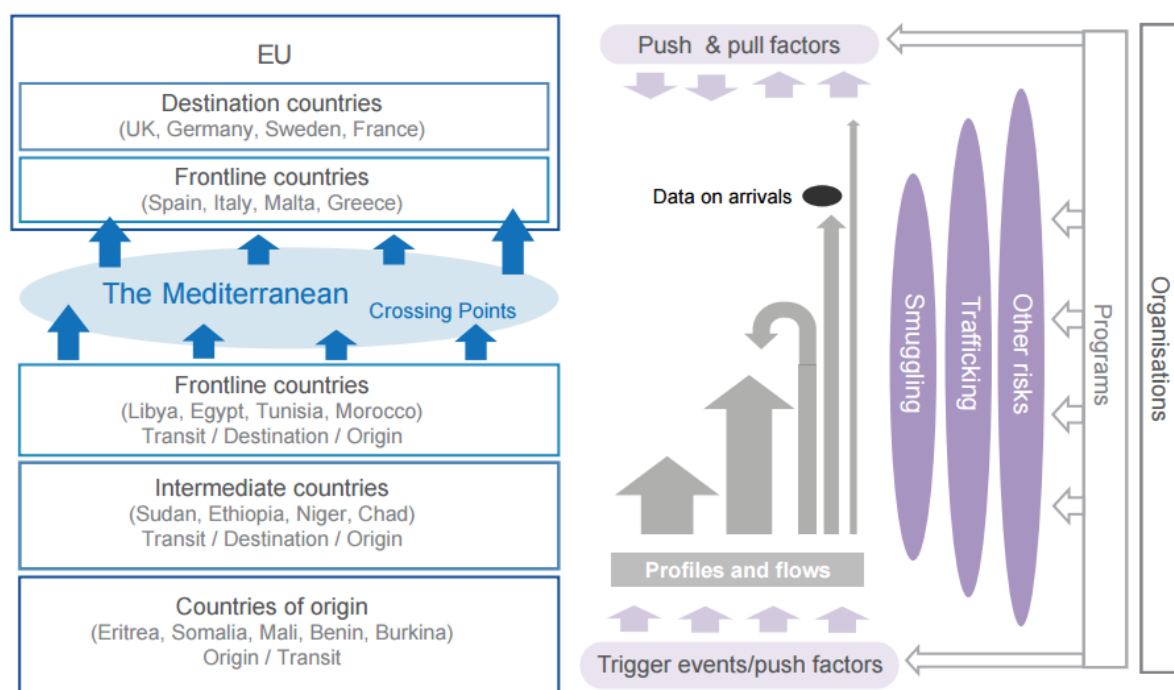 EU
Destination countries
(UK, Germany, Sweden, France)
Frontline countries
(Spain, Italy, Malta, Greece)
The Mediterranean
Crossing Points
Frontline countries
(Libya, Egypt, Tunisia, Morocco)
Transit / Destination / Origin
Intermediate countries
(Sudan, Ethiopia, Niger, Chad)
Transit / Destination / Origin
Countries of origin
(Eritrea, Somalia, Mali, Benin, Burkina)
Origin / Transit
Push & pull factors
Data on arrivals
Profiles and flows
Trigger events/push factors
Smuggling
Trafficking
Other risks
Programs
Organisations